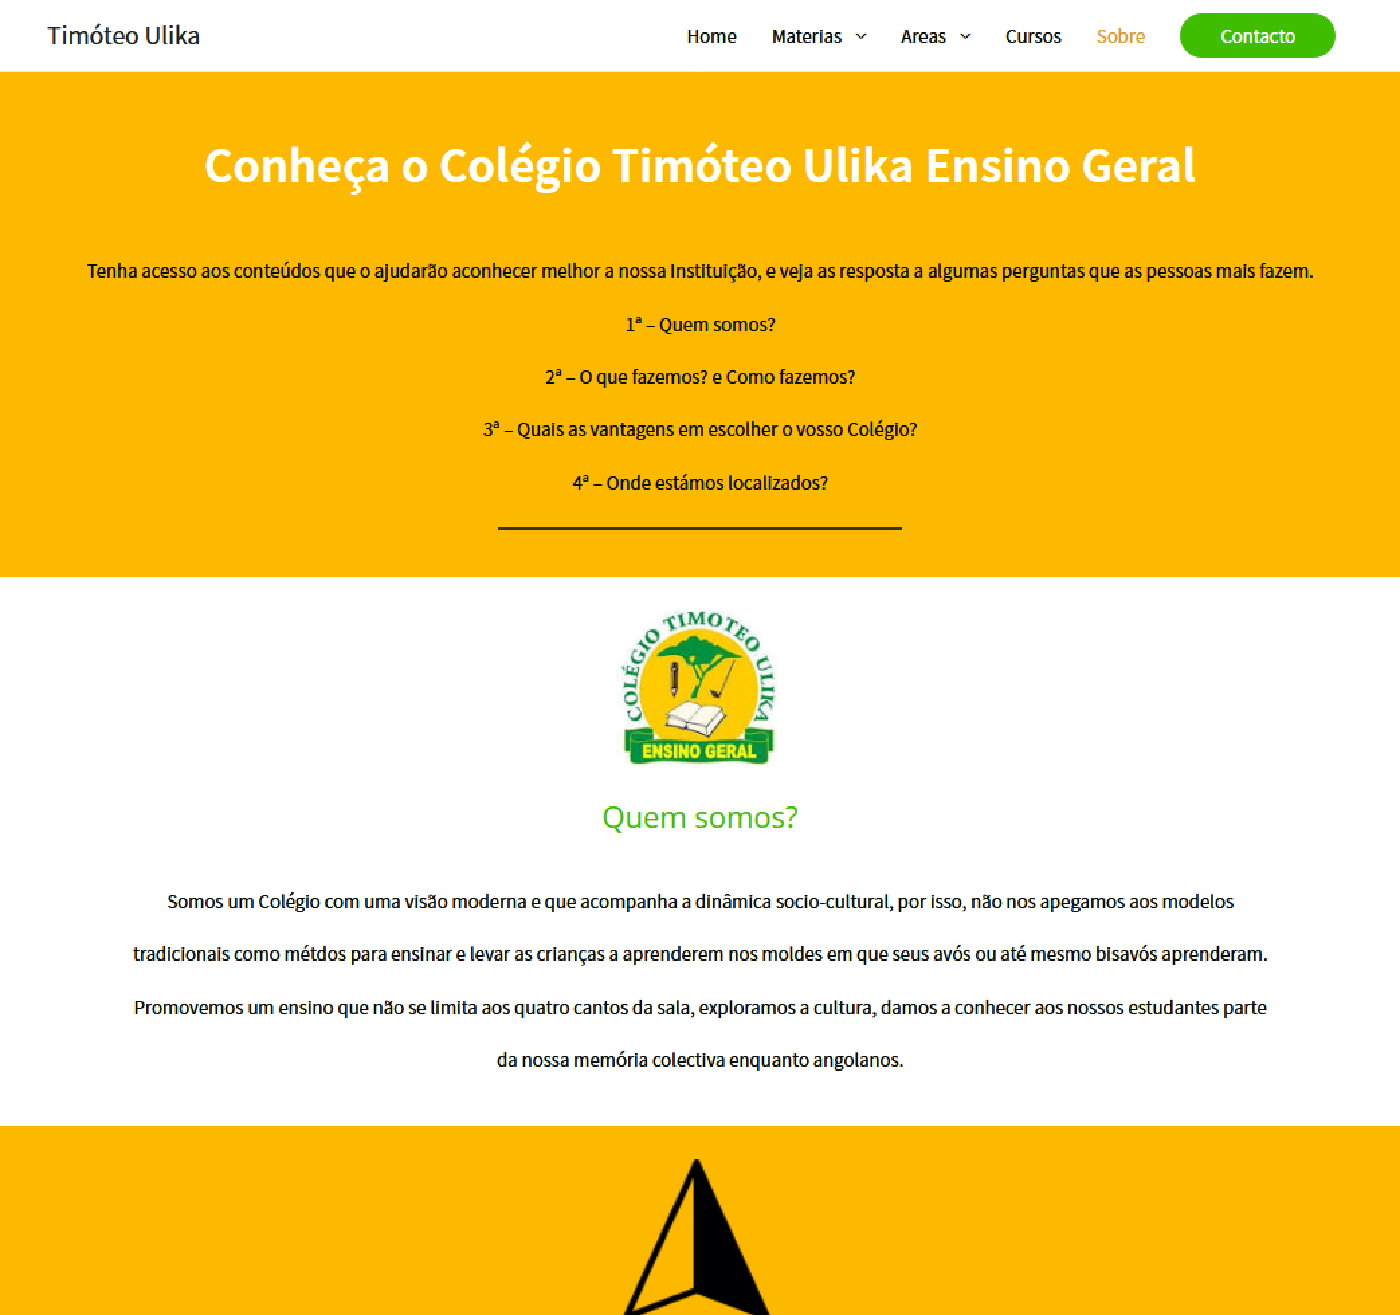 Timóteo Ulika
Home Materias Areas Cursos Sobre Contacto
Conheça o Colégio Timóteo Ulika Ensino Geral
Tenha acesso aos conteúdos que o ajudarão aconhecer melhor a nossa Instituição, e veja as resposta a algumas perguntas que as pessoas mais fazem.
1ª – Quem somos?
2ª – O que fazemos? e Como fazemos?
3ª – Quais as vantagens em escolher o vosso Colégio?
4ª – Onde estámos localizados?
COLÉGIO TIMOTEO ULIKA
ENSINO GERAL
Quem somos?
Somos um Colégio com uma visão moderna e que acompanha a dinâmica socio-cultural, por isso, não nos apegamos aos modelos
tradicionais como métdos para ensinar e levar as crianças a aprenderem nos moldes em que seus avós ou até mesmo bisavós aprenderam.
Promovemos um ensino que não se limita aos quatro cantos da sala, exploramos a cultura, damos a conhecer aos nossos estudantes parte
da nossa memória colectiva enquanto angolanos.